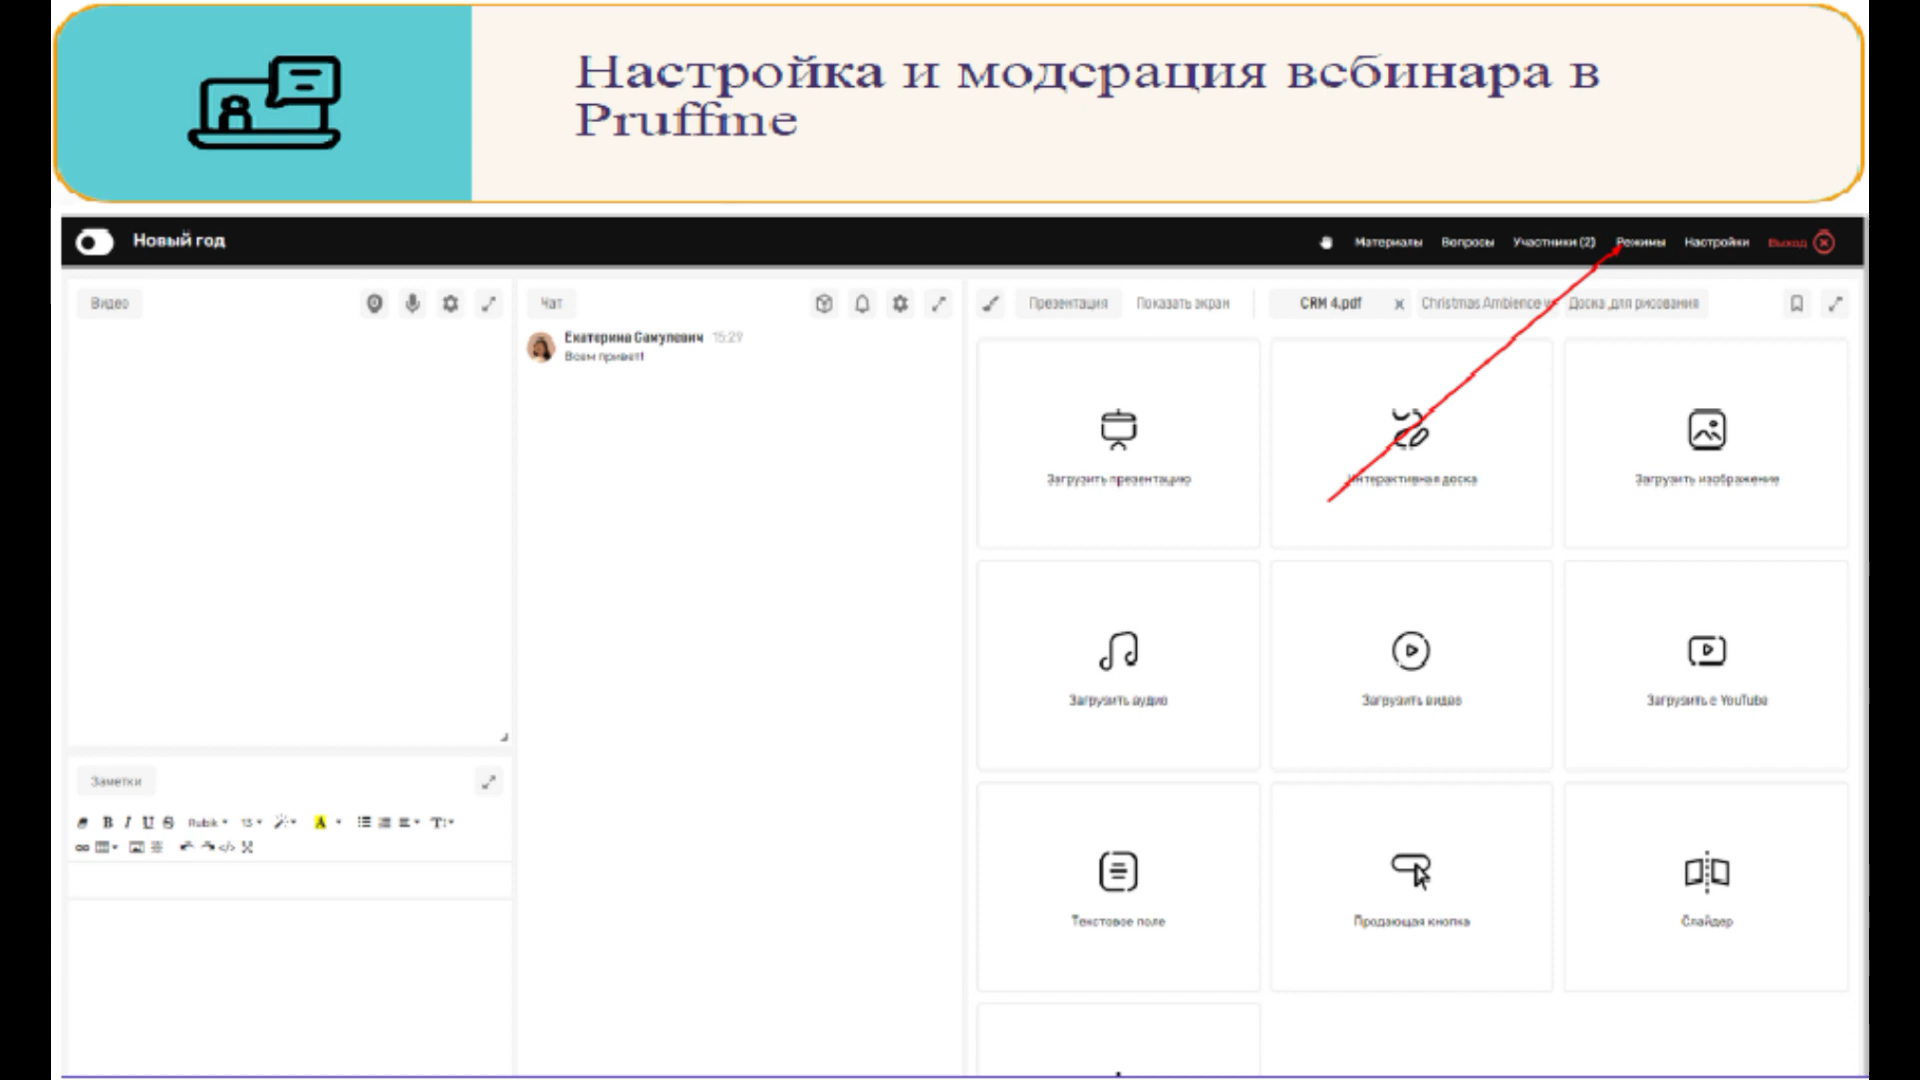 Настройка и модерация вебинара в
Pruffme
Новый год
Материалы Вопросы Участники (2) Режимы Настройки Выход
Видео
Чат
Презентация Показать экран CRM 4.pdf x Christmas Ambience Доска для рисования
Екатерина Самулевич 15:29
Всем привет!
Загрузить презентацию
Интерактивная доска
Загрузить изображение
Загрузить аудио
Загрузить видео
Загрузить с YouTube
Заметки
B I U S Rubik 13 A
Текстовое поле
Продающая кнопка
Слайдер